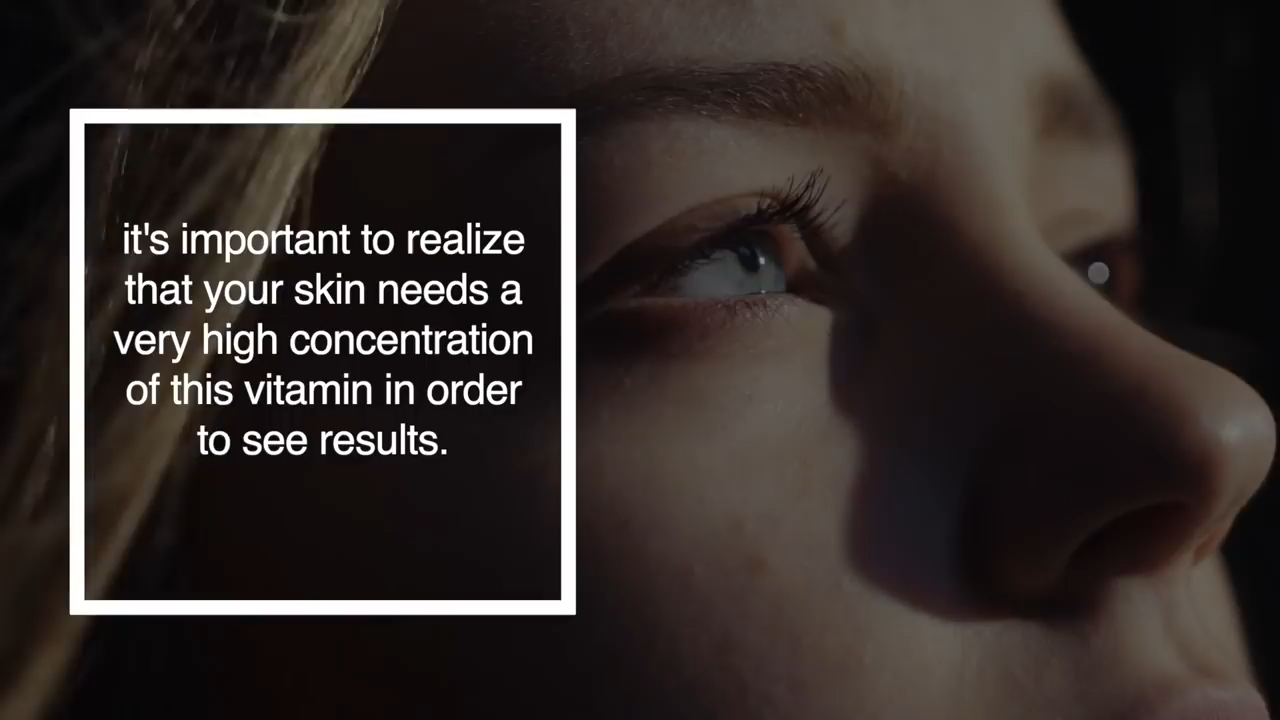 it's important to realize
that your skin needs a
very high concentration
of this vitamin in order
to see results.